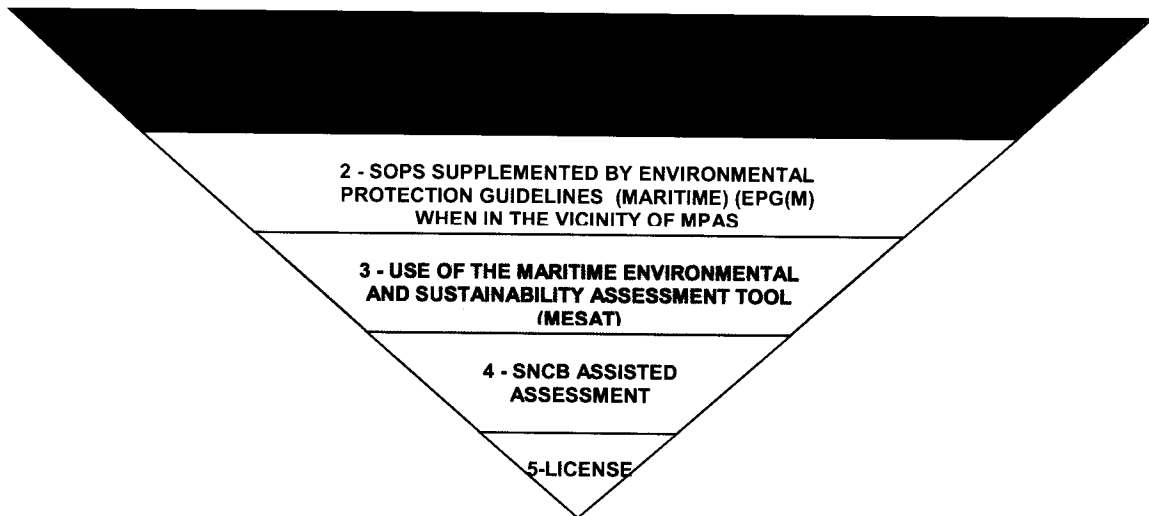 2 - SOPS SUPPLEMENTED BY ENVIRONMENTAL
PROTECTION GUIDELINES (MARITIME) (EPG(M)
WHEN IN THE VICINITY OF MPAS
3 - USE OF THE MARITIME ENVIRONMENTAL
AND SUSTAINABILITY ASSESSMENT TOOL
(MESAT)
4 - SNCB ASSISTED
ASSESSMENT
5-LICENSE